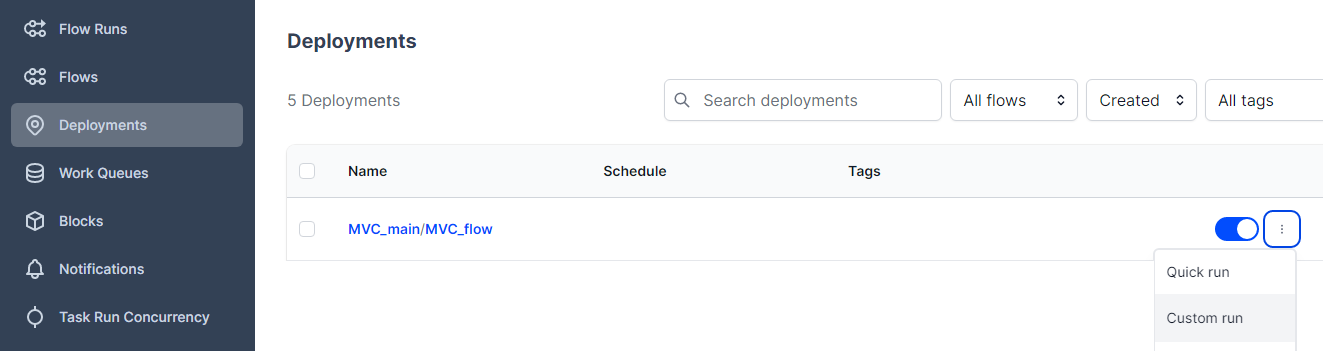 Flow Runs
Flows
Deployments
Work Queues
Blocks
Notifications
Task Run Concurrency
Deployments
5 Deployments
Search deployments
All flows
Created
All tags
Name Schedule Tags
MVC_main/MVC_flow
Quick run
Custom run